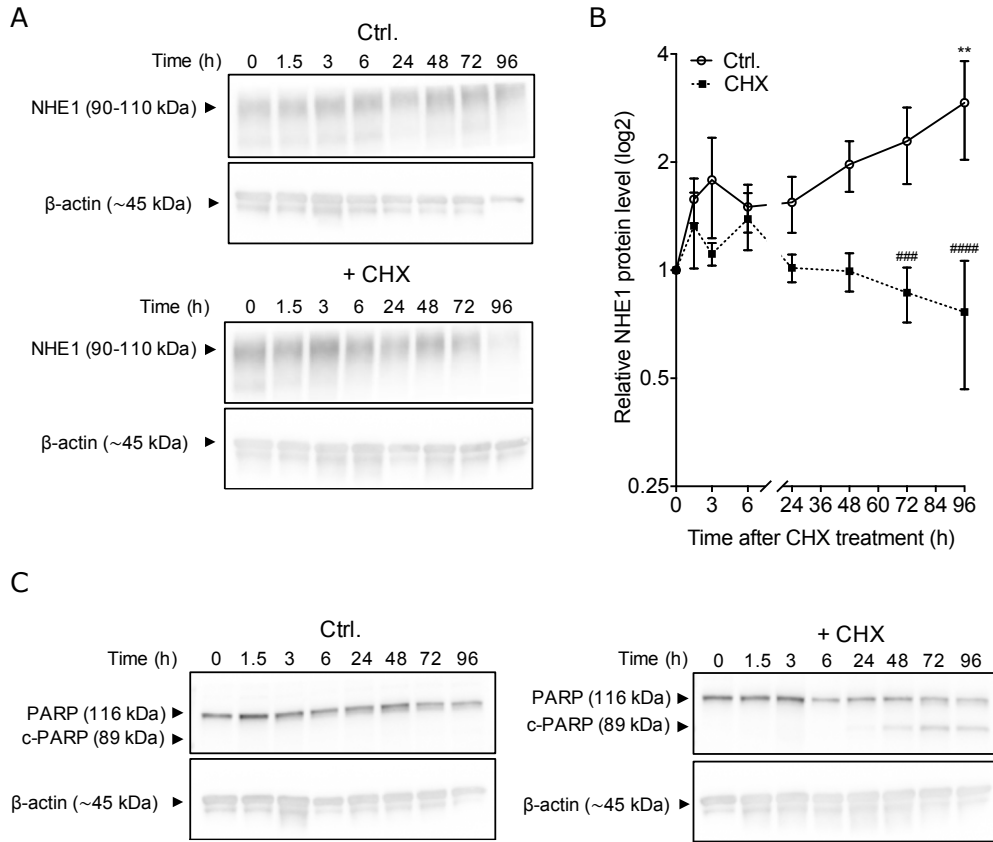 A
Ctrl.
Time (h) 0 1.5 3 6 24 48 72 96
NHE1 (90-110 kDa)
β-actin (~45 kDa)
+ CHX
Time (h) 0 1.5 3 6 24 48 72 96
NHE1 (90-110 kDa)
β-actin (~45 kDa)
B
Relative NHE1 protein level (log2)
4
2
1
0.5
0.25
Ctrl.
CHX
**
###
####
0 3 6 24 36 48 60 72 84 96
Time after CHX treatment (h)
C
Ctrl.
Time (h) 0 1.5 3 6 24 48 72 96
PARP (116 kDa)
c-PARP (89 kDa)
β-actin (~45 kDa)
+ CHX
Time (h) 0 1.5 3 6 24 48 72 96
PARP (116 kDa)
c-PARP (89 kDa)
β-actin (~45 kDa)